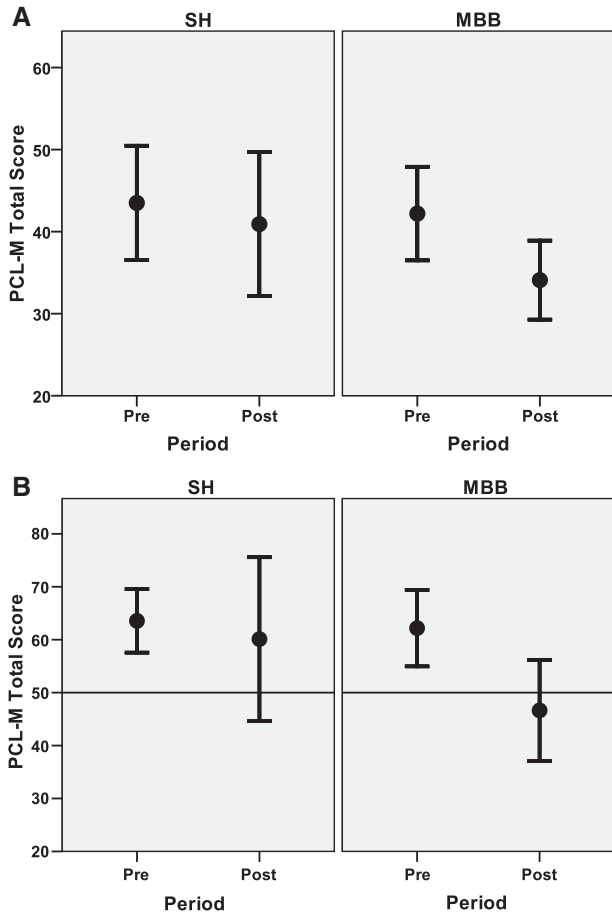 A
SH MBB
PCL-M Total Score
60
50
40
30
20
Pre Post Pre Post
Period Period
B
SH MBB
PCL-M Total Score
80
70
60
50
40
30
20
Pre Post Pre Post
Period Period